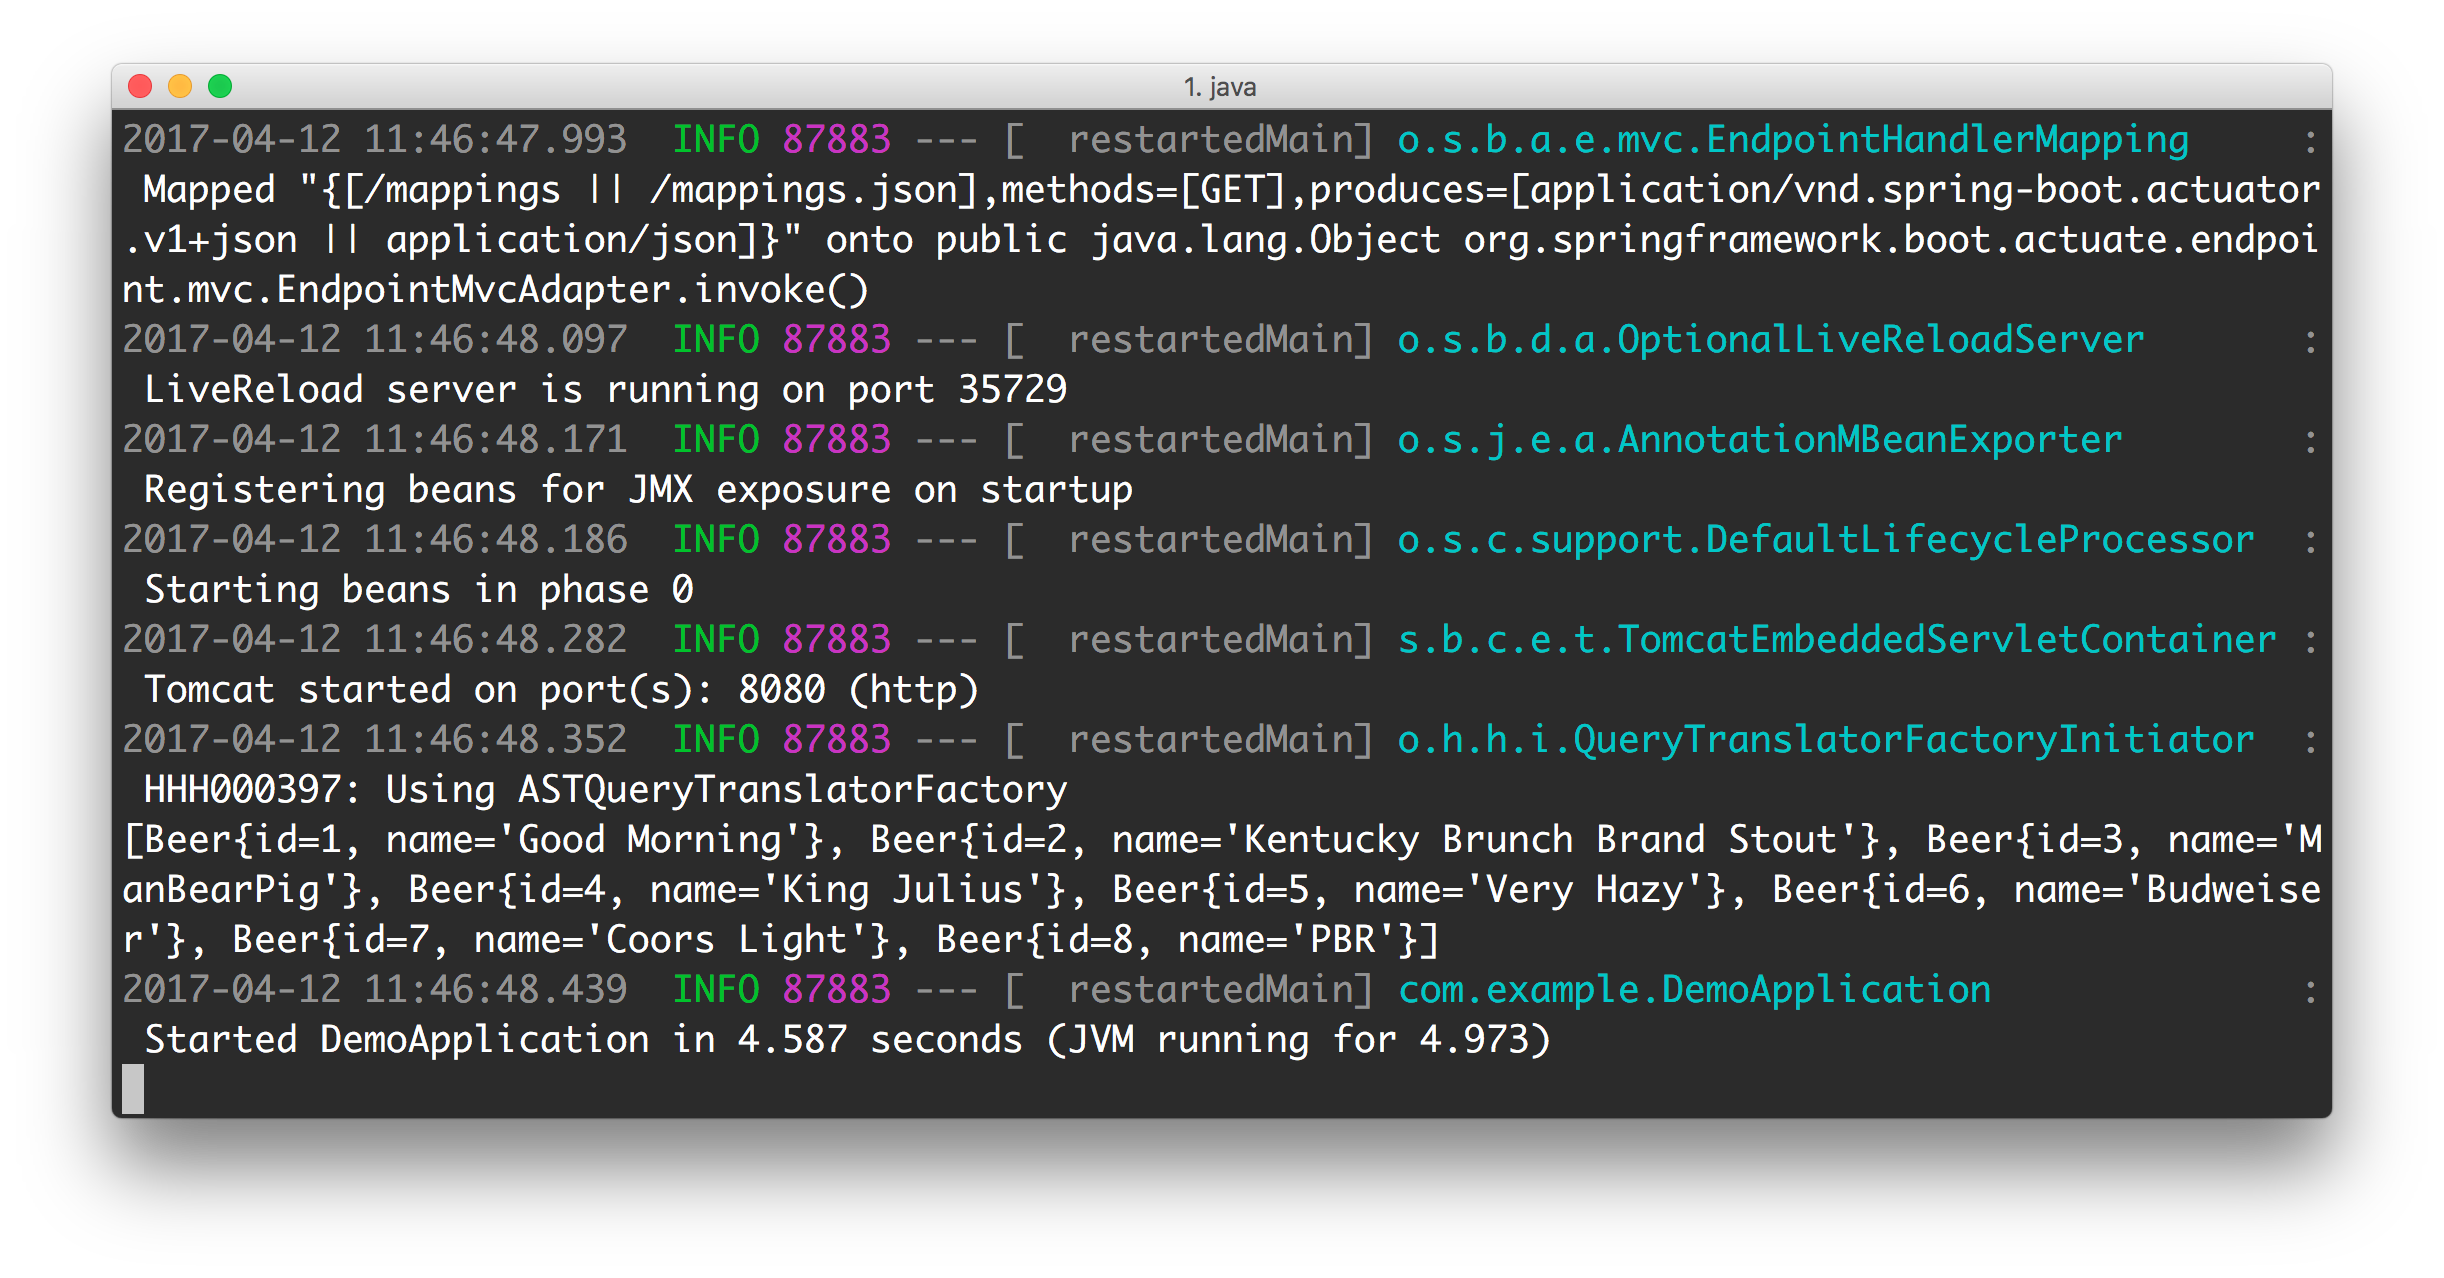 1. java
2017-04-12 11:46:47.993  INFO 87883 --- [  restartedMain] o.s.b.a.e.mvc.EndpointHandlerMapping     :
 Mapped "{[/mappings || /mappings.json],methods=[GET],produces=[application/vnd.spring-boot.actuator
.v1+json || application/json]}" onto public java.lang.Object org.springframework.boot.actuate.endpoi
nt.mvc.EndpointMvcAdapter.invoke()
2017-04-12 11:46:48.097  INFO 87883 --- [  restartedMain] o.s.b.d.a.OptionalLiveReloadServer       :
 LiveReload server is running on port 35729
2017-04-12 11:46:48.171  INFO 87883 --- [  restartedMain] o.s.j.e.a.AnnotationMBeanExporter        :
 Registering beans for JMX exposure on startup
2017-04-12 11:46:48.186  INFO 87883 --- [  restartedMain] o.s.c.support.DefaultLifecycleProcessor  :
 Starting beans in phase 0
2017-04-12 11:46:48.282  INFO 87883 --- [  restartedMain] s.b.c.e.t.TomcatEmbeddedServletContainer :
 Tomcat started on port(s): 8080 (http)
2017-04-12 11:46:48.352  INFO 87883 --- [  restartedMain] o.h.h.i.QueryTranslatorFactoryInitiator  :
 HHH000397: Using ASTQueryTranslatorFactory
[Beer{id=1, name='Good Morning'}, Beer{id=2, name='Kentucky Brunch Brand Stout'}, Beer{id=3, name='M
anBearPig'}, Beer{id=4, name='King Julius'}, Beer{id=5, name='Very Hazy'}, Beer{id=6, name='Budweise
r'}, Beer{id=7, name='Coors Light'}, Beer{id=8, name='PBR'}]
2017-04-12 11:46:48.439  INFO 87883 --- [  restartedMain] com.example.DemoApplication              :
 Started DemoApplication in 4.587 seconds (JVM running for 4.973)